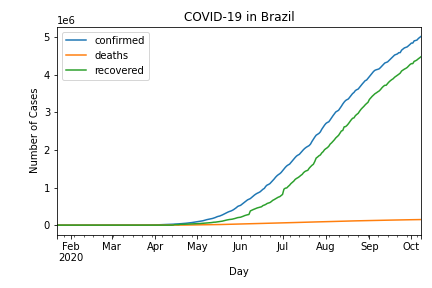 COVID-19 in Brazil
1e6
confirmed
deaths
recovered
5
4
3
2
1
0
Number of Cases
Feb Mar Apr May Jun Jul Aug Sep Oct
2020
Day